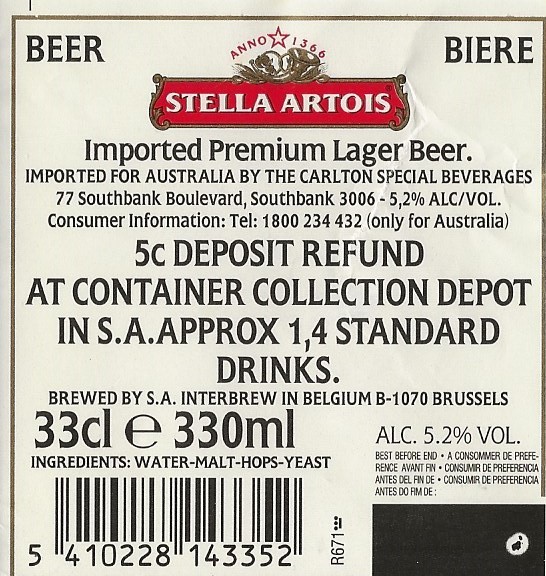 BEER
BIERE
ANNO 1366
STELLA ARTOIS
Imported Premium Lager Beer.
IMPORTED FOR AUSTRALIA BY THE CARLTON SPECIAL BEVERAGES
77 Southbank Boulevard, Southbank 3006 - 5,2% ALC/VOL.
Consumer Information: Tel: 1800 234 432 (only for Australia)
5c DEPOSIT REFUND
AT CONTAINER COLLECTION DEPOT
IN S.A.APPROX 1,4 STANDARD
DRINKS.
BREWED BY S.A. INTERBREW IN BELGIUM B-1070 BRUSSELS
33cl e 330ml
ALC. 5.2% VOL.
INGREDIENTS: WATER-MALT-HOPS-YEAST
BEST BEFORE END • A CONSOMMER DE PREFE-
RENCE AVANT FIN • CONSUMIR DE PREFERENCIA
ANTES DEL FIN DE • CONSUMIR DE PREFERENCIA
ANTES DO FIM DE :
5 410228 143352
R671